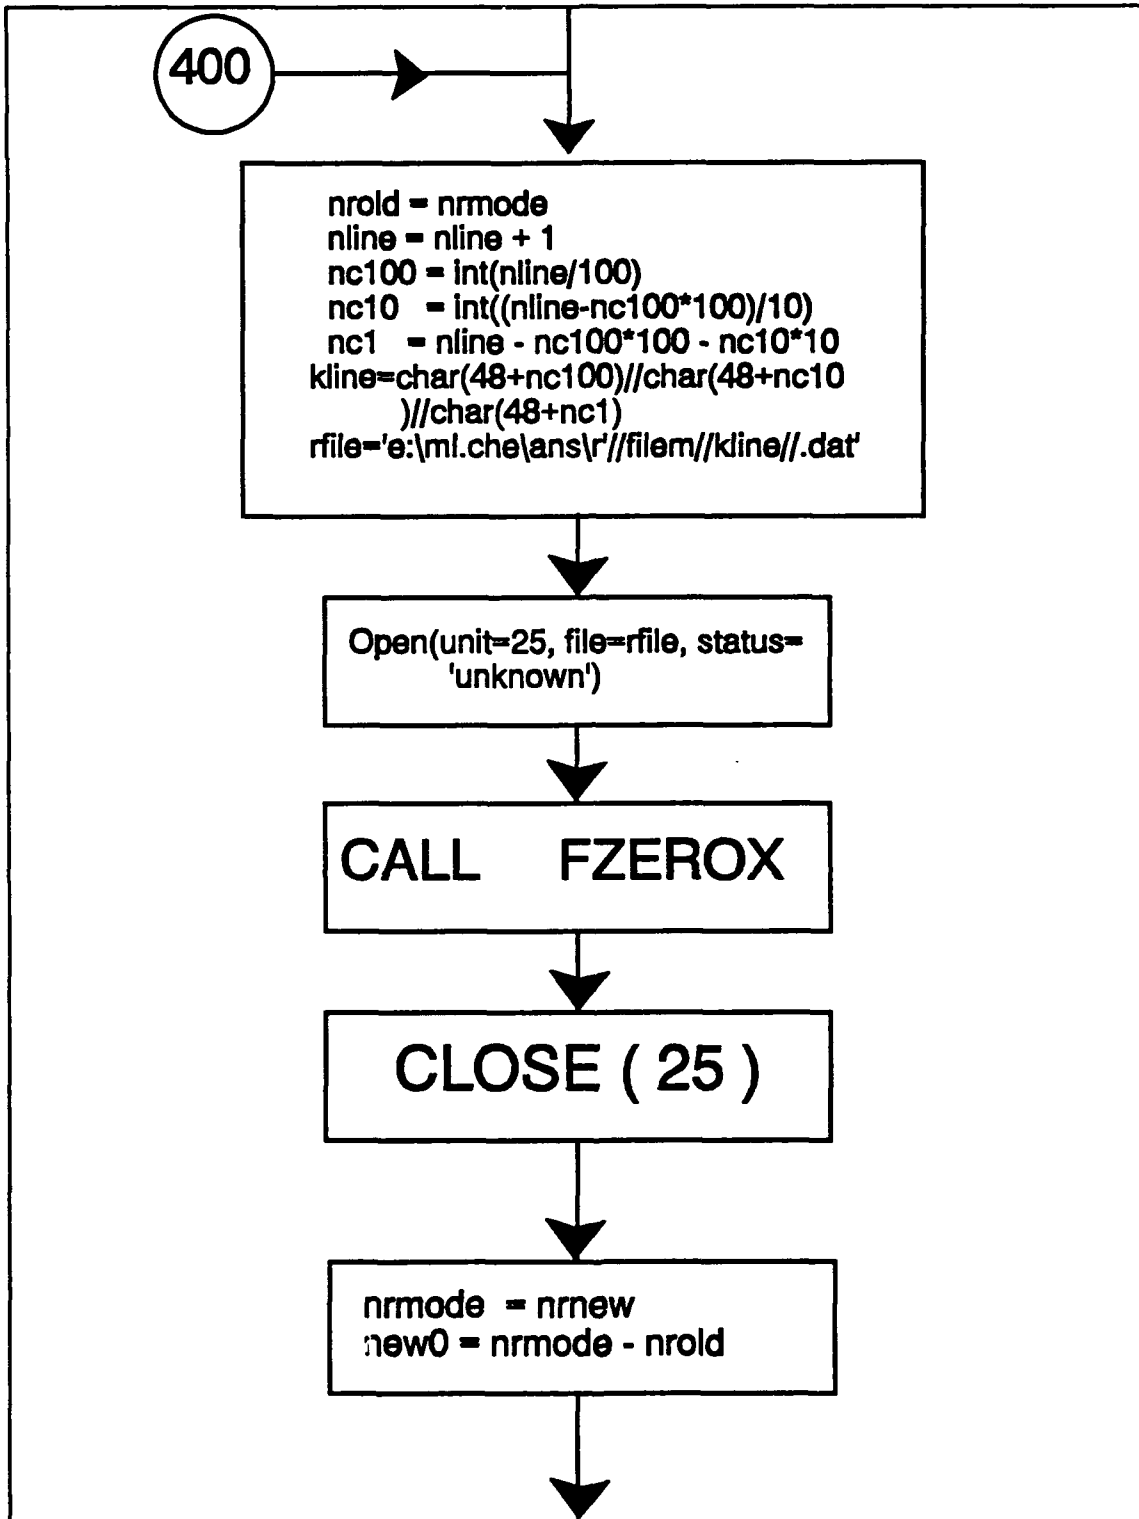 400
nrold = nrmode
nline = nline + 1
nc100 = int(nline/100)
nc10 = int((nline-nc100*100)/10)
nc1 = nline - nc100*100 - nc10*10
kline=char(48+nc100)//char(48+nc10
)//char(48+nc1)
rfile='e:\ml.che\ans\r'//filem//kline//.dat'
Open(unit=25, file=rfile, status=
'unknown')
CALL FZEROX
CLOSE ( 25 )
nrmode = nrnew
new0 = nrmode - nrold